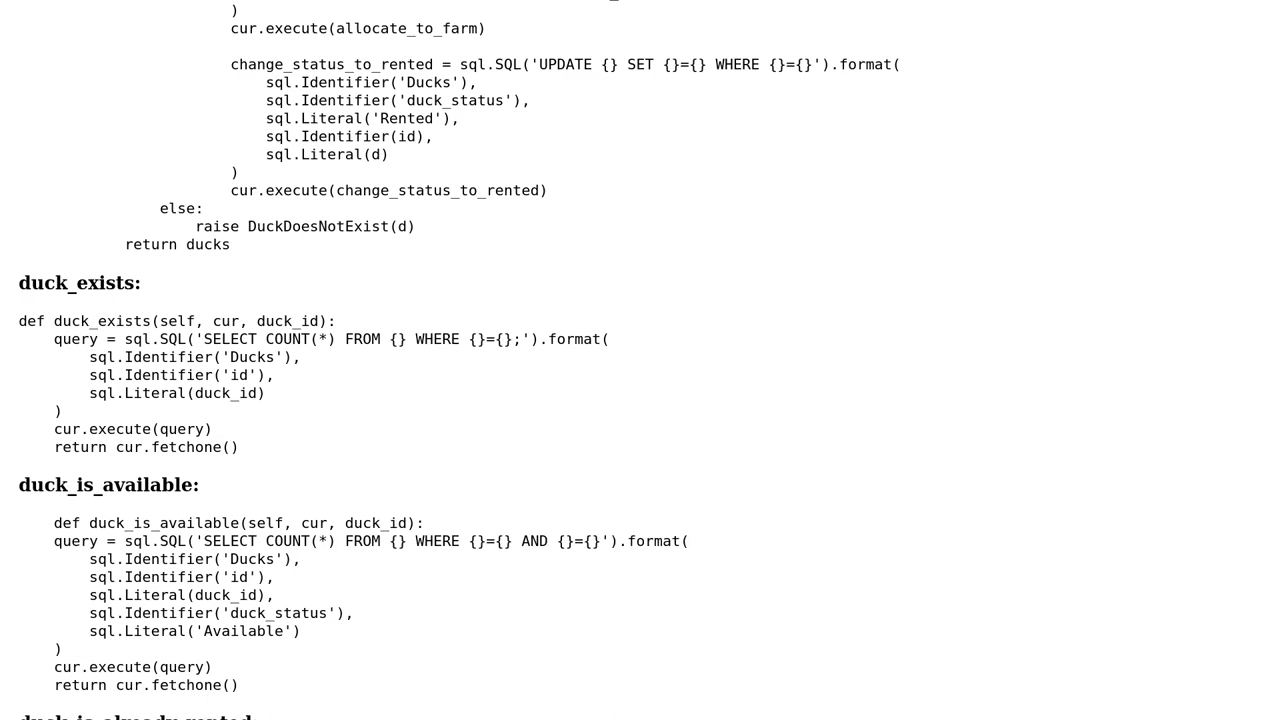 )
cur.execute(allocate_to_farm)
change_status_to_rented = sql.SQL('UPDATE {} SET {}={} WHERE {}={}').format(
sql.Identifier('Ducks'),
sql.Identifier('duck_status'),
sql.Literal('Rented'),
sql.Identifier(id),
sql.Literal(d)
)
cur.execute(change_status_to_rented)
else:
raise DuckDoesNotExist(d)
return ducks
duck_exists:
def duck_exists(self, cur, duck_id):
query = sql.SQL('SELECT COUNT(*) FROM {} WHERE {}={};').format(
sql.Identifier('Ducks'),
sql.Identifier('id'),
sql.Literal(duck_id)
)
cur.execute(query)
return cur.fetchone()
duck_is_available:
def duck_is_available(self, cur, duck_id):
query = sql.SQL('SELECT COUNT(*) FROM {} WHERE {}={} AND {}={}').format(
sql.Identifier('Ducks'),
sql.Identifier('id'),
sql.Literal(duck_id),
sql.Identifier('duck_status'),
sql.Literal('Available')
)
cur.execute(query)
return cur.fetchone()
duck_is_already_rented: